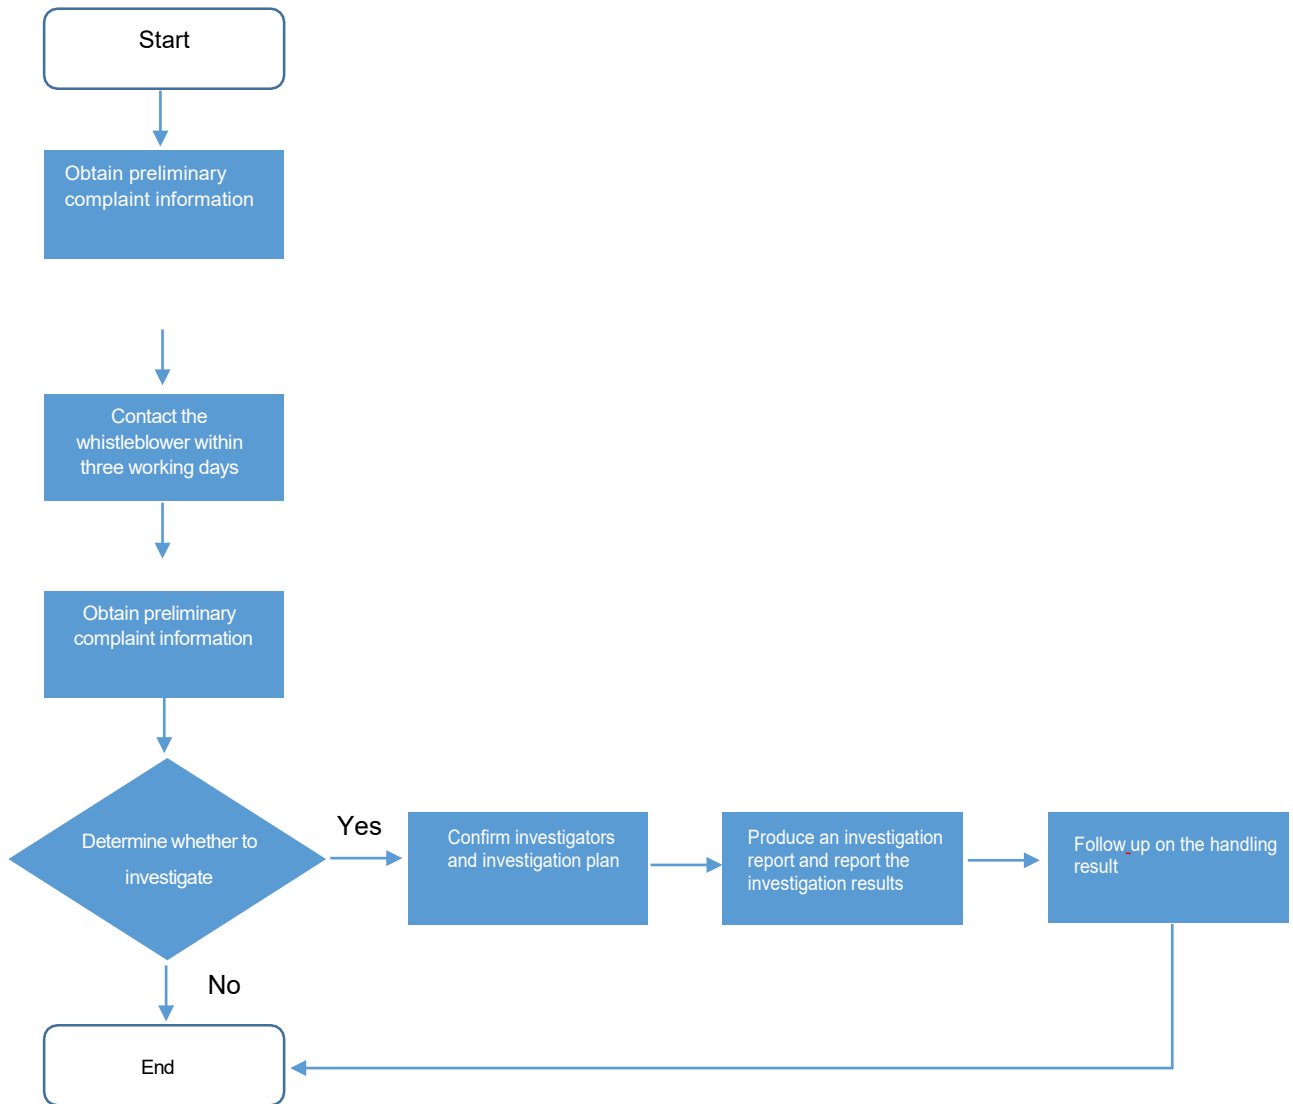 Start
Obtain preliminary
complaint information
Contact the
whistleblower within
three working days
Obtain preliminary
complaint information
Determine whether to
investigate
Yes
Confirm investigators
and investigation plan
Produce an investigation
report and report the
investigation results
Follow up on the handling
result
No
End